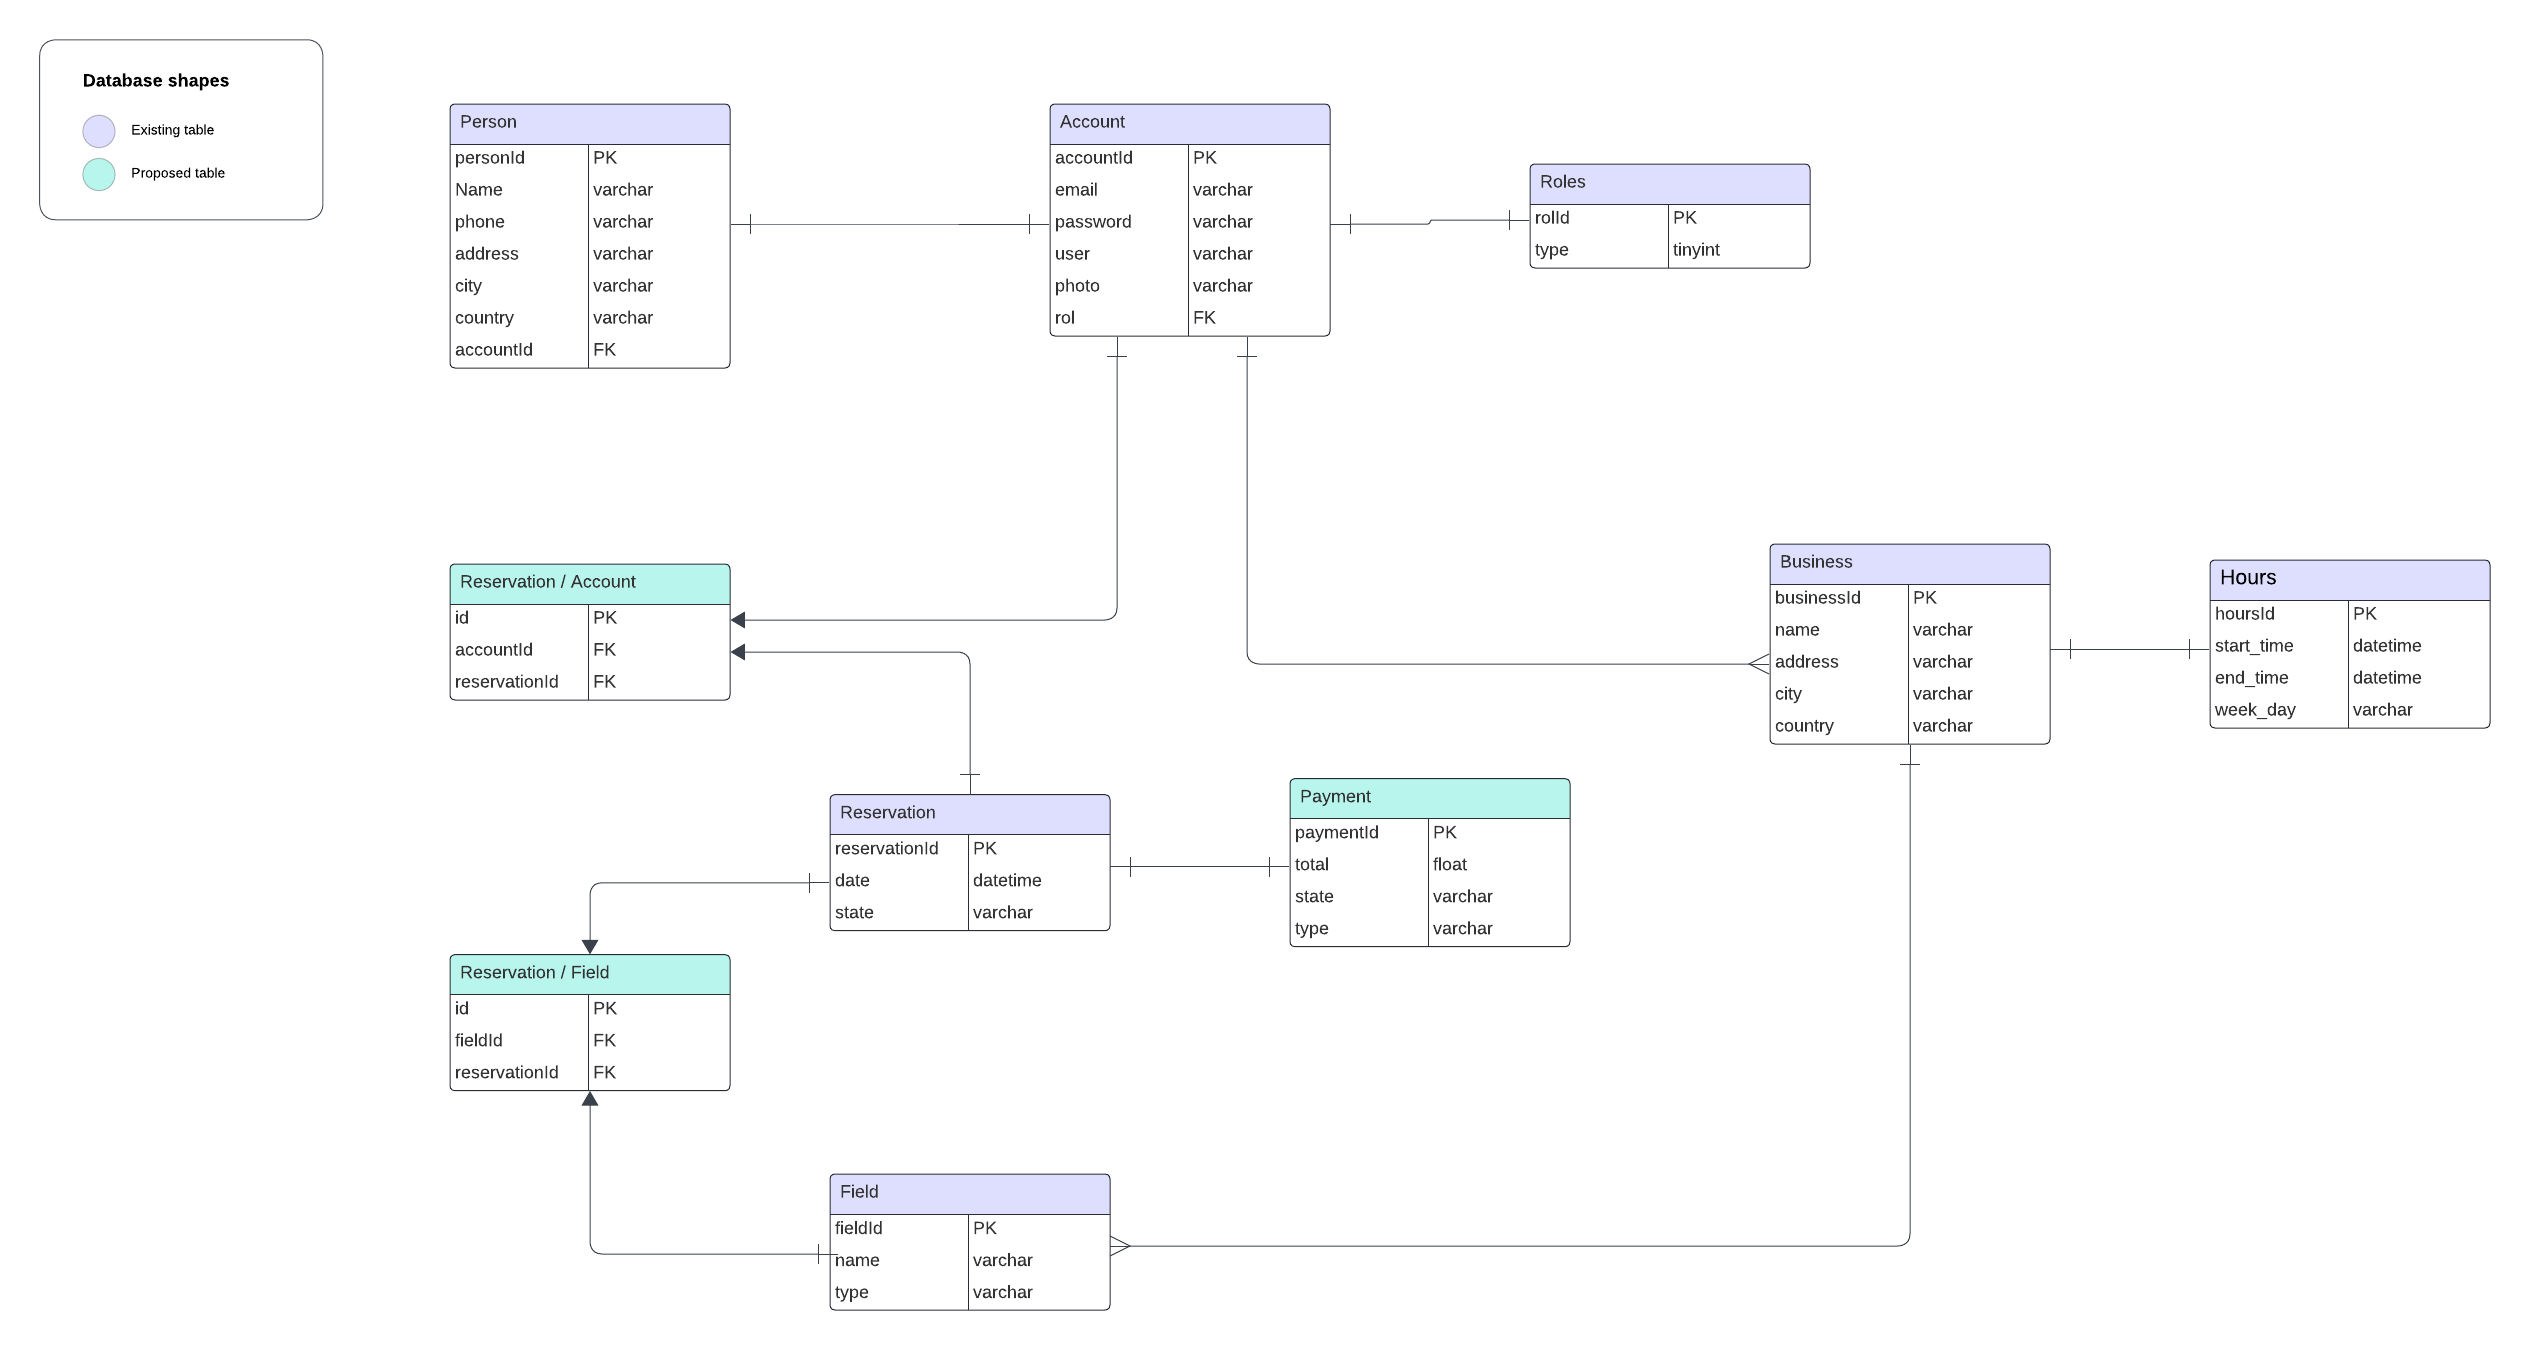 Database shapes
Existing table
Proposed table
Person
personId PK
Name varchar
phone varchar
address varchar
city varchar
country varchar
accountId FK
Account
accountId PK
email varchar
password varchar
user varchar
photo varchar
rol FK
Roles
rolId PK
type tinyint
Reservation / Account
id PK
accountId FK
reservationId FK
Business
businessId PK
name varchar
address varchar
city varchar
country varchar
Hours
hoursId PK
start_time datetime
end_time datetime
week_day varchar
Reservation
reservationId PK
date datetime
state varchar
Payment
paymentId PK
total float
state varchar
type varchar
Reservation / Field
id PK
fieldId FK
reservationId FK
Field
fieldId PK
name varchar
type varchar